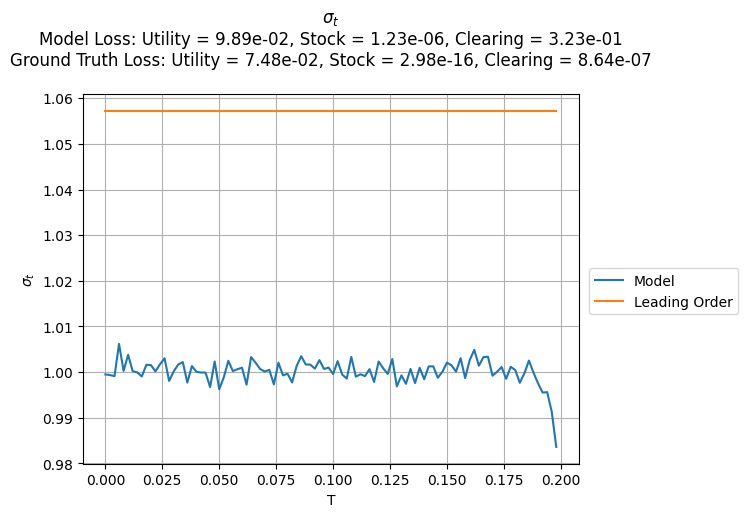 σt
Model Loss: Utility = 9.89e-02, Stock = 1.23e-06, Clearing = 3.23e-01
Ground Truth Loss: Utility = 7.48e-02, Stock = 2.98e-16, Clearing = 8.64e-07
1.06
1.05
1.04
1.03
1.02
1.01
1.00
0.99
0.98
σt
0.000 0.025 0.050 0.075 0.100 0.125 0.150 0.175 0.200
T
Model
Leading Order